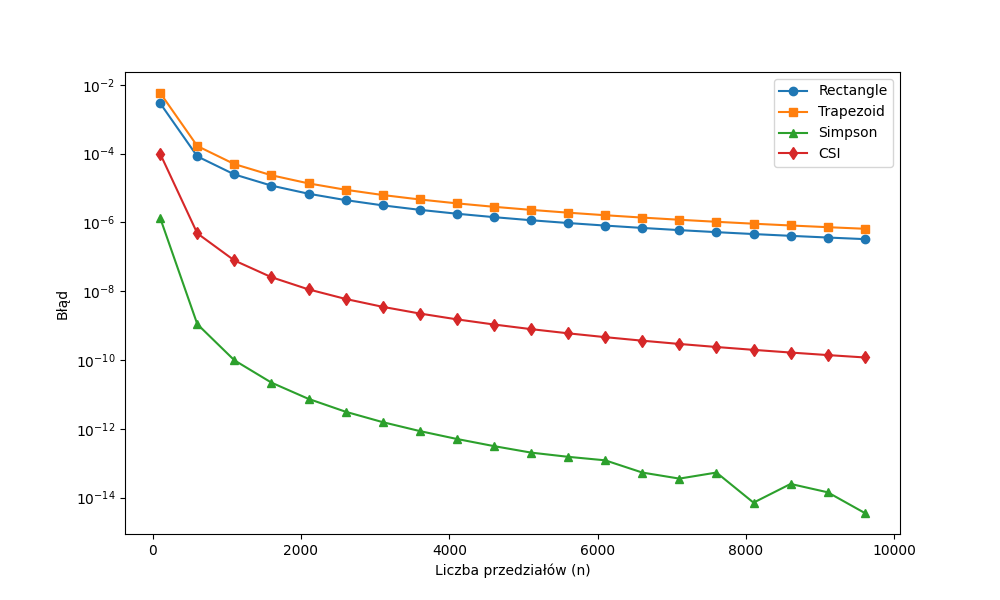 Rectangle
Trapezoid
Simpson
CSI
10⁻²
10⁻⁴
10⁻⁶
10⁻⁸
10⁻¹⁰
10⁻¹²
10⁻¹⁴
Błąd
0 2000 4000 6000 8000 10000
Liczba przedziałów (n)